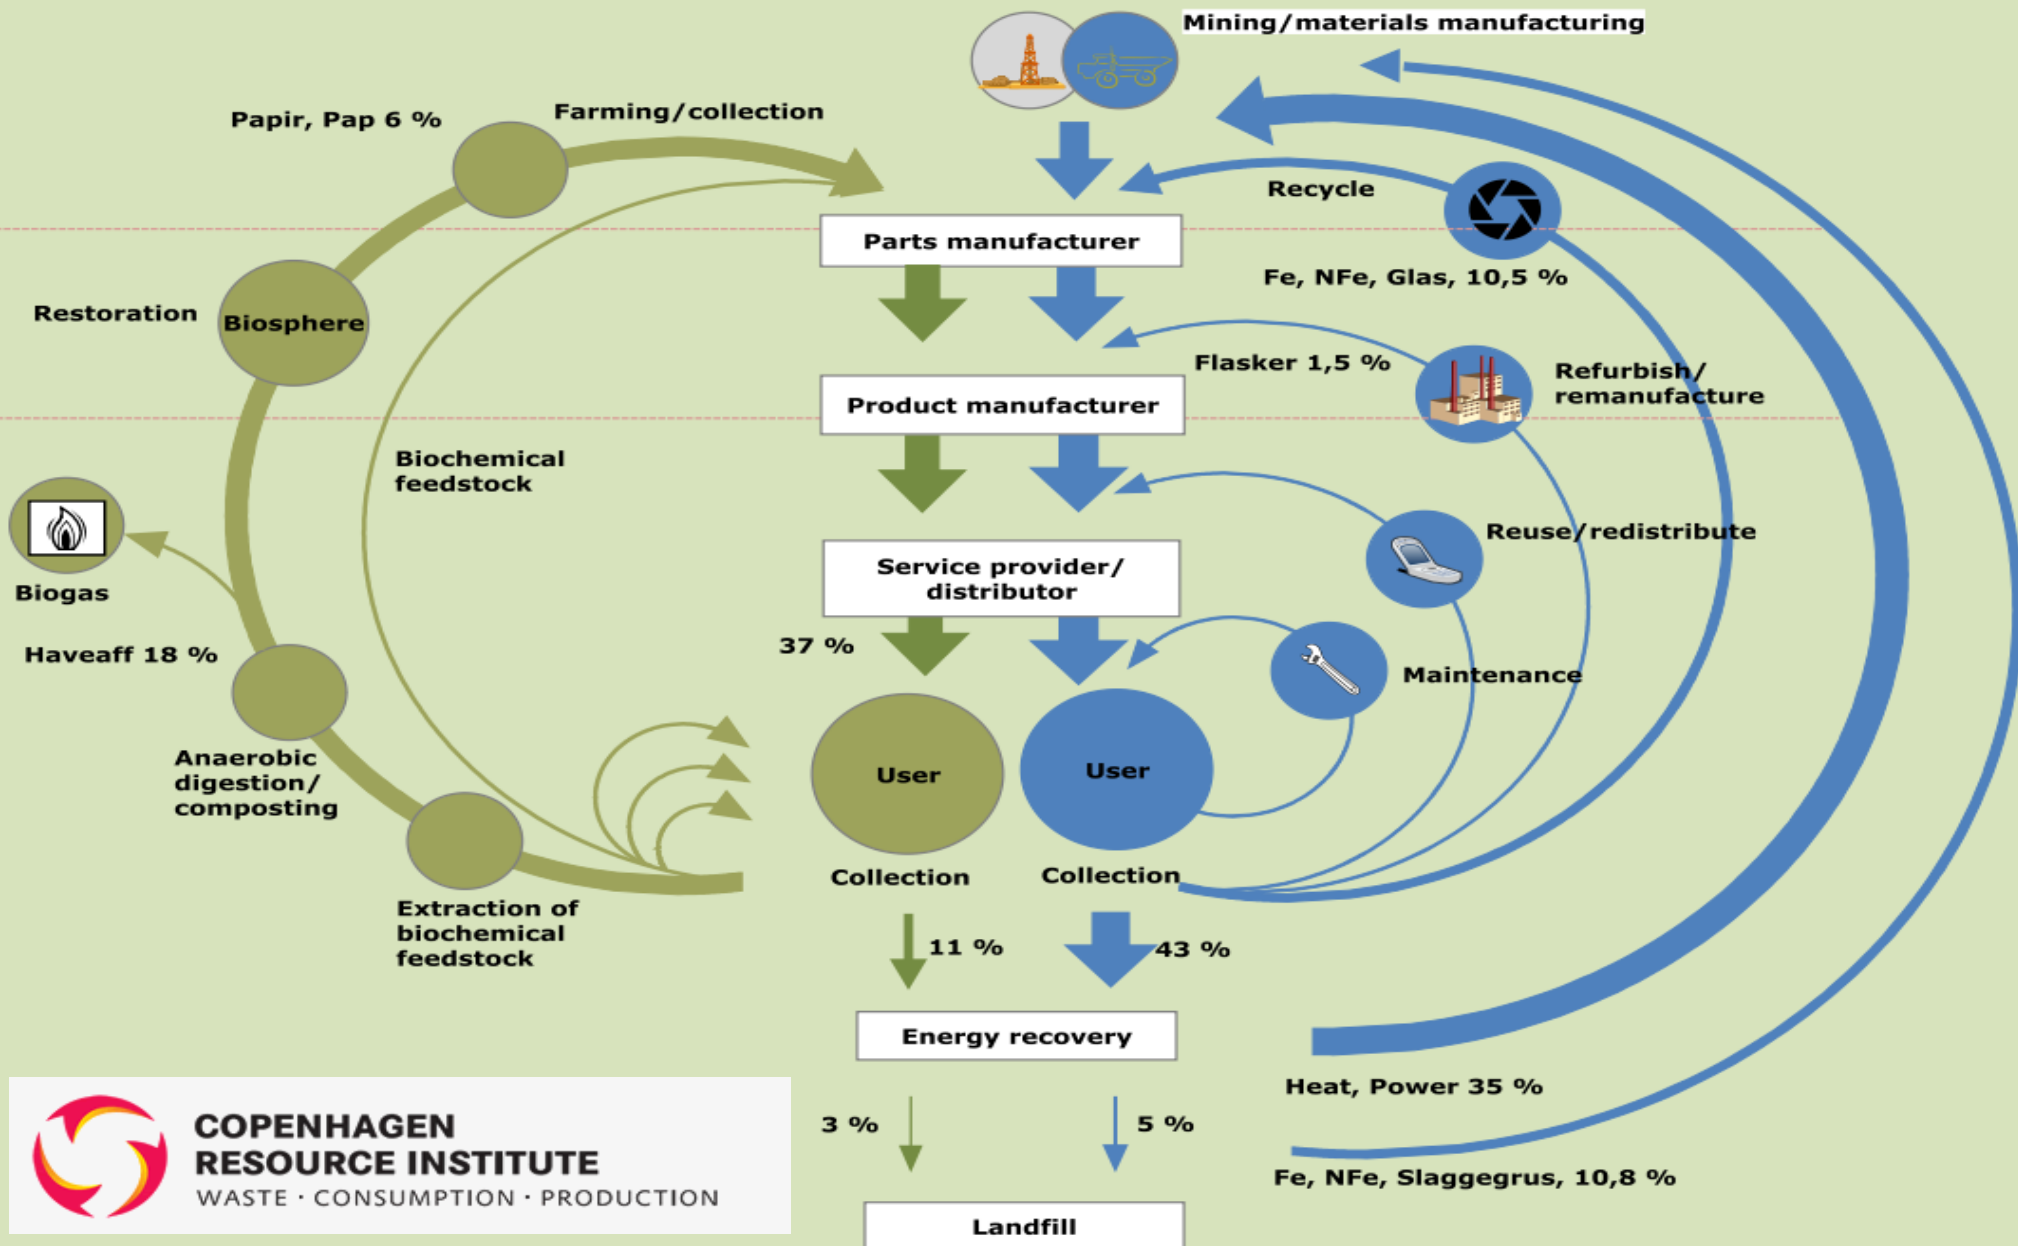 Mining/materials manufacturing
Papir, Pap 6 %
Farming/collection
Recycle
Parts manufacturer
Fe, NFe, Glas, 10,5 %
Restoration
Biosphere
Flasker 1,5 %
Refurbish/
remanufacture
Product manufacturer
Biochemical
feedstock
Reuse/redistribute
Service provider/
distributor
Biogas
37 %
Haveaff 18 %
Maintenance
Anaerobic
digestion/
composting
User
User
Collection
Collection
Extraction of
biochemical
feedstock
11 %
43 %
Energy recovery
Heat, Power 35 %
3 %
5 %
Fe, NFe, Slaggegrus, 10,8 %
Landfill
COPENHAGEN
RESOURCE INSTITUTE
WASTE · CONSUMPTION · PRODUCTION